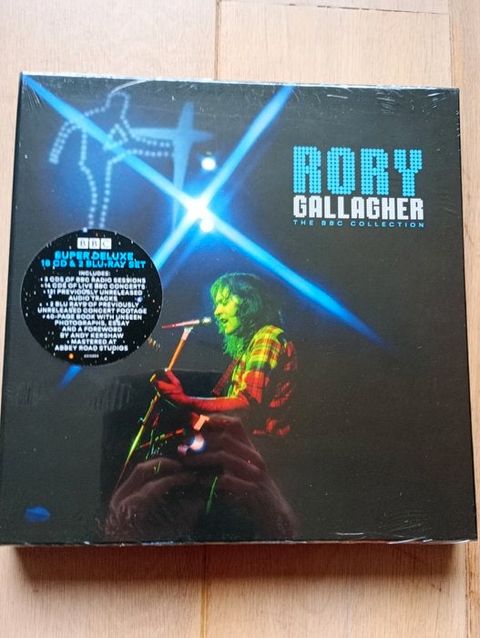 RORY
GALLAGHER
THE BBC COLLECTION
BBC
SUPER DELUXE
18 CD & 2 BLU-RAY SET
INCLUDES:
• 4 CDS OF BBC RADIO SESSIONS
• 14 CDS OF LIVE BBC CONCERTS
• 131 PREVIOUSLY UNRELEASED
AUDIO TRACKS
• 2 BLU RAYS OF PREVIOUSLY
UNRELEASED CONCERT FOOTAGE
• 40-PAGE BOOK WITH UNSEEN
PHOTOGRAPHS, ESSAY
AND A FOREWORD
BY ANDY KERSHAW
• MASTERED AT
ABBEY ROAD STUDIOS